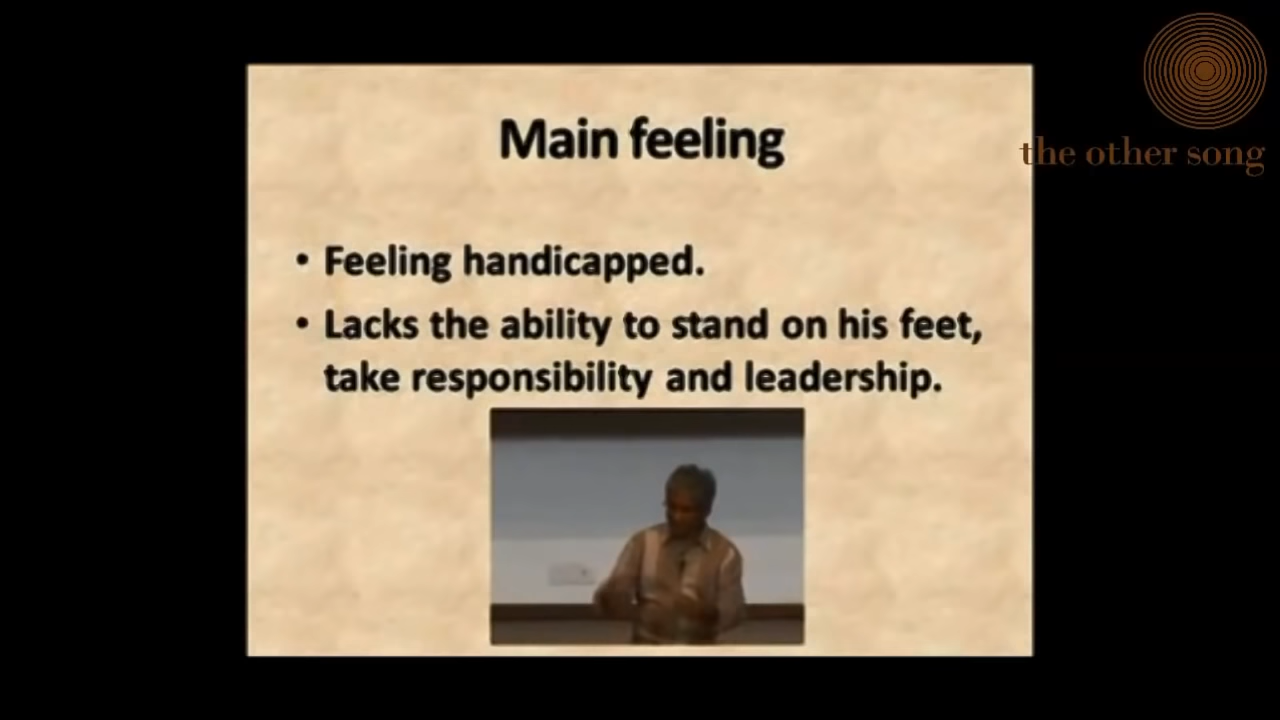 Main feeling
the other song
• Feeling handicapped.
• Lacks the ability to stand on his feet,
take responsibility and leadership.